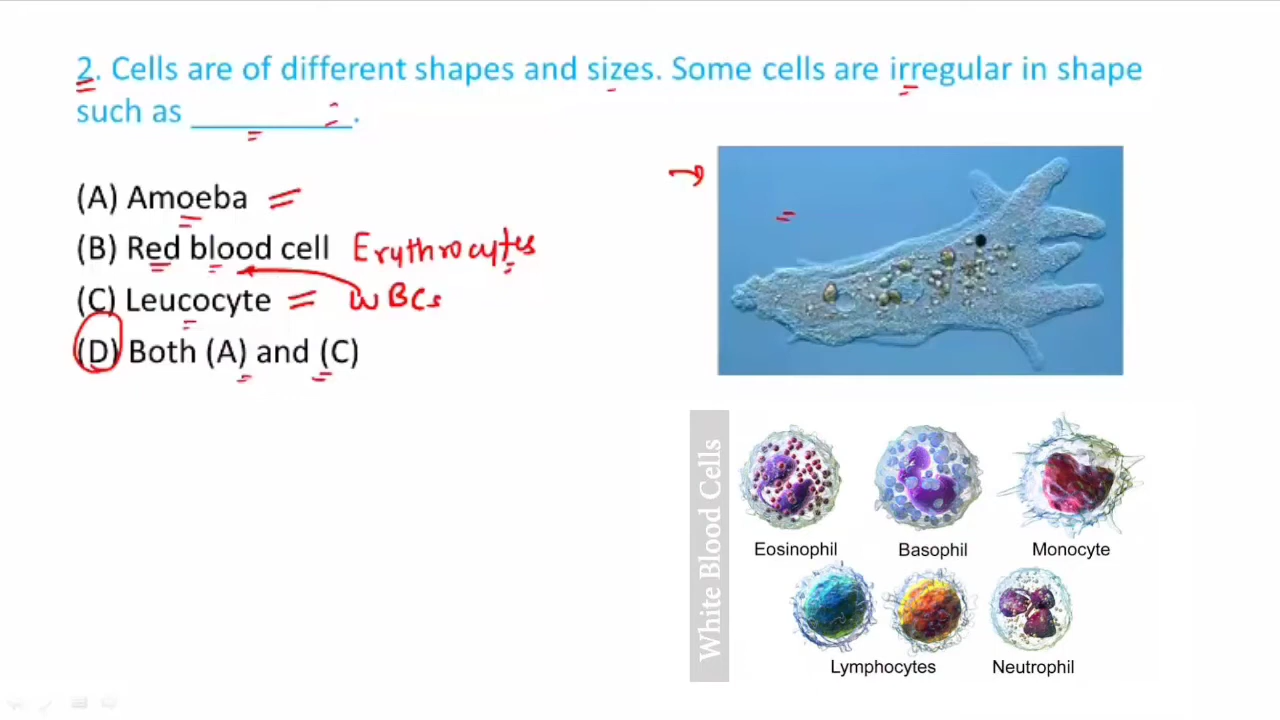 2. Cells are of different shapes and sizes. Some cells are irregular in shape
such as __________.
(A) Amoeba
(B) Red blood cell Erythrocytes
(C) Leucocyte WBCs
(D) Both (A) and (C)
White Blood Cells
Eosinophil Basophil Monocyte
Lymphocytes Neutrophil